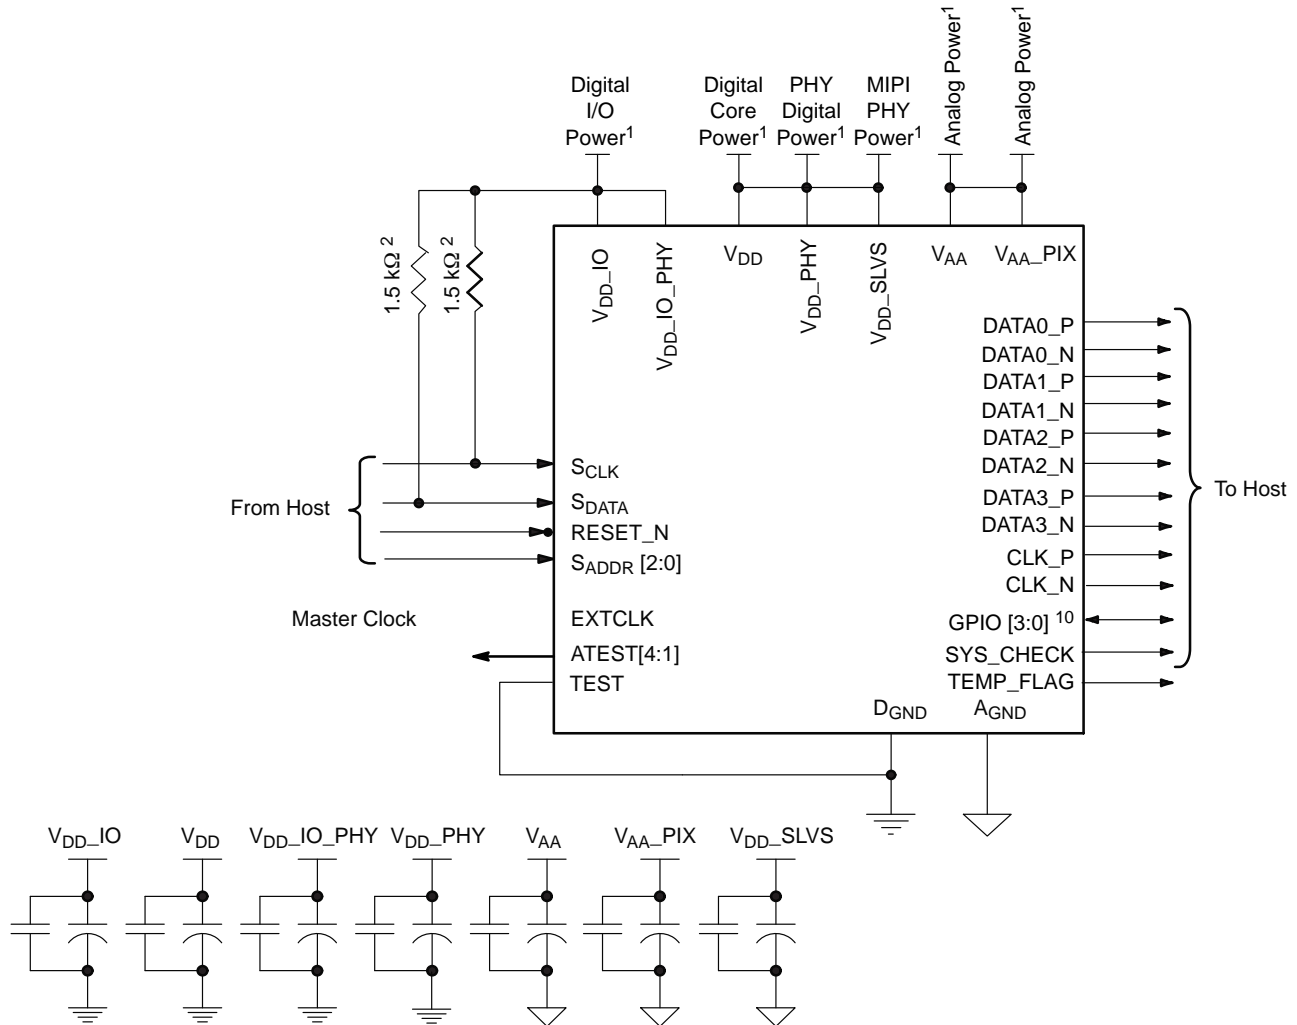 Analog Power1
Analog Power1
Digital
I/O
Power1
Digital
Core
Power1
PHY
Digital
Power1
MIPI
PHY
Power1
1.5 kΩ 2
1.5 kΩ 2
VDD_IO
VDD_IO_PHY
VDD
VDD_PHY
VDD_SLVS
VAA
VAA_PIX
DATA0_P
DATA0_N
DATA1_P
DATA1_N
DATA2_P
DATA2_N
DATA3_P
DATA3_N
CLK_P
CLK_N
GPIO [3:0] 10
SYS_CHECK
TEMP_FLAG
To Host
From Host
SCLK
SDATA
RESET_N
SADDR [2:0]
Master Clock
EXTCLK
ATEST[4:1]
TEST
DGND
AGND
VDD_IO
VDD
VDD_IO_PHY
VDD_PHY
VAA
VAA_PIX
VDD_SLVS